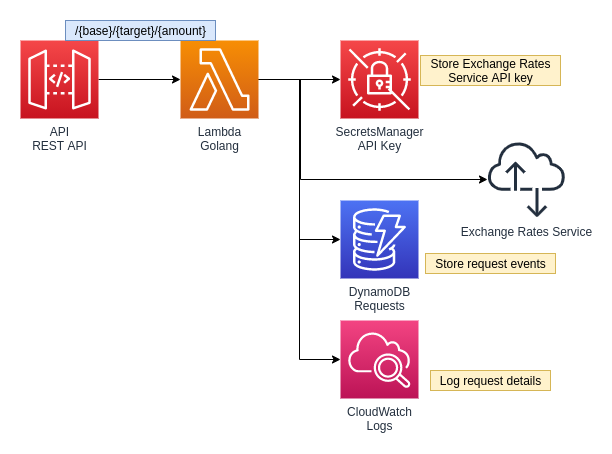 /{base}/{target}/{amount}
API
REST API
Lambda
Golang
SecretsManager
API Key
Store Exchange Rates
Service API key
Exchange Rates Service
DynamoDB
Requests
Store request events
CloudWatch
Logs
Log request details